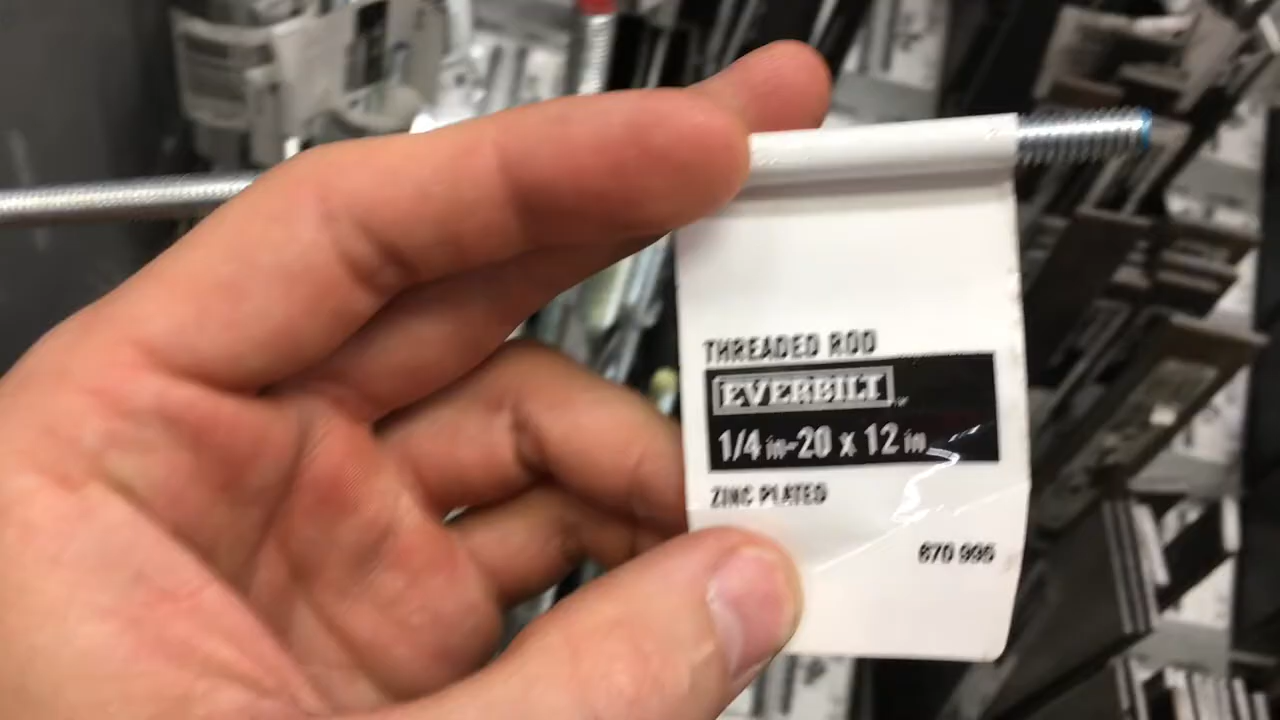 THREADED ROD
EVERBILT
1/4 in-20 x 12 in
ZINC PLATED
670 995